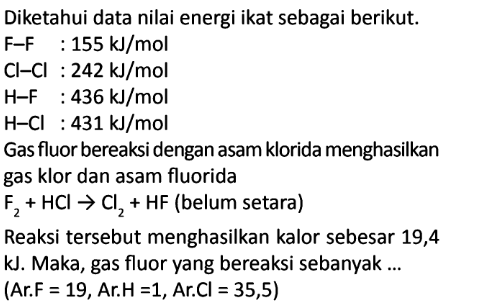 Diketahui data nilai energi ikat sebagai berikut.
F–F : 155 kJ/mol
Cl–Cl : 242 kJ/mol
H–F : 436 kJ/mol
H–Cl : 431 kJ/mol
Gas fluor bereaksi dengan asam klorida menghasilkan
gas klor dan asam fluorida
F₂ + HCl → Cl₂ + HF (belum setara)
Reaksi tersebut menghasilkan kalor sebesar 19,4
kJ. Maka, gas fluor yang bereaksi sebanyak ...
(Ar.F = 19, Ar.H =1, Ar.Cl = 35,5)